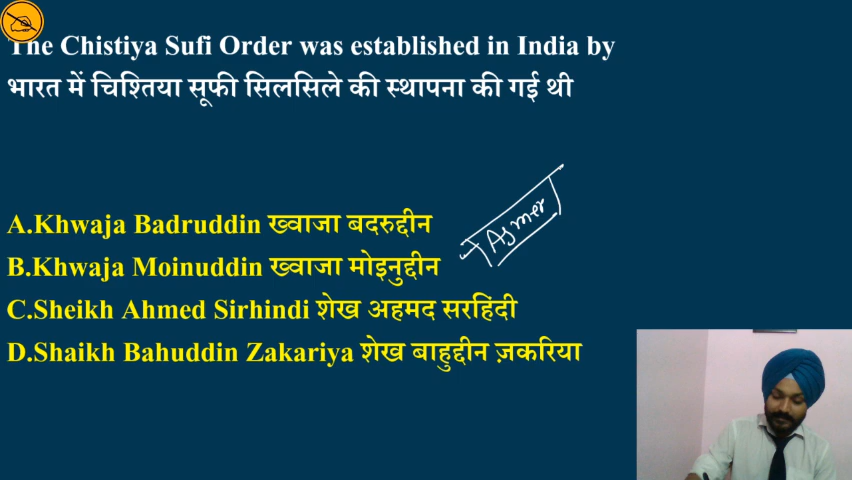 The Chistiya Sufi Order was established in India by
भारत में चिश्तिया सूफी सिलसिले की स्थापना की गई थी
A.Khwaja Badruddin ख्वाजा बदरुद्दीन
B.Khwaja Moinuddin ख्वाजा मोइनुद्दीन
Ajmer
C.Sheikh Ahmed Sirhindi शेख अहमद सरहिंदी
D.Shaikh Bahuddin Zakariya शेख बाहुद्दीन ज़करिया